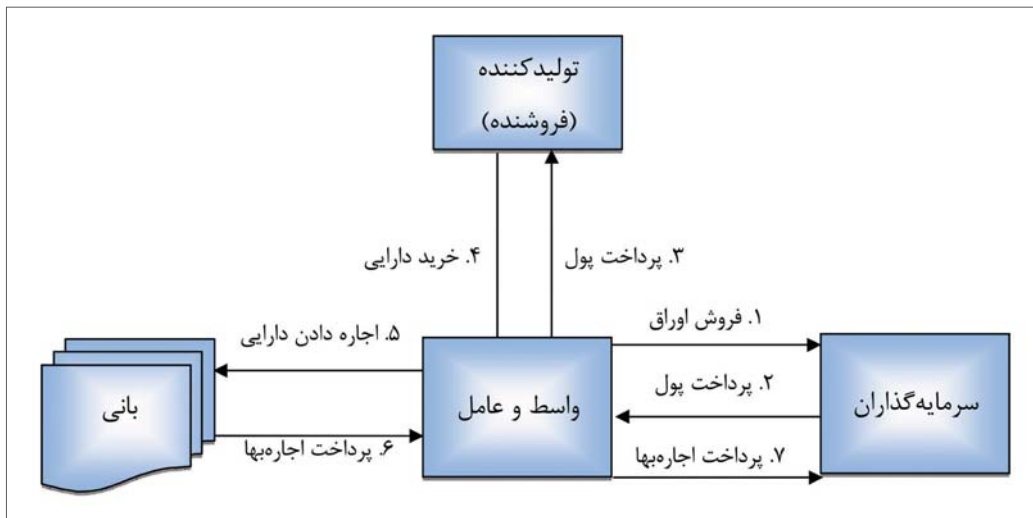 تولیدکننده
(فروشنده)
۴. خرید دارایی
۳. پرداخت پول
۵. اجاره دادن دارایی
۱. فروش اوراق
بانی
واسط و عامل
۲. پرداخت پول
سرمایه‌گذاران
۶. پرداخت اجاره‌بها
۷. پرداخت اجاره‌بها